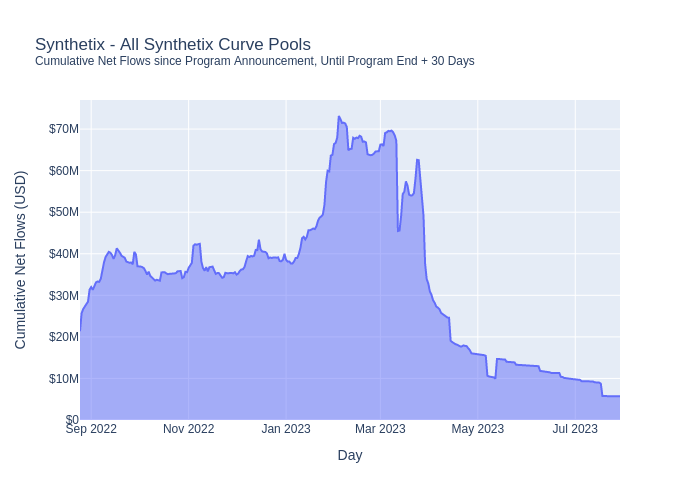 Synthetix - All Synthetix Curve Pools
Cumulative Net Flows since Program Announcement, Until Program End + 30 Days
$70M
$60M
$50M
$40M
$30M
$20M
$10M
$0
Cumulative Net Flows (USD)
Sep 2022 Nov 2022 Jan 2023 Mar 2023 May 2023 Jul 2023
Day